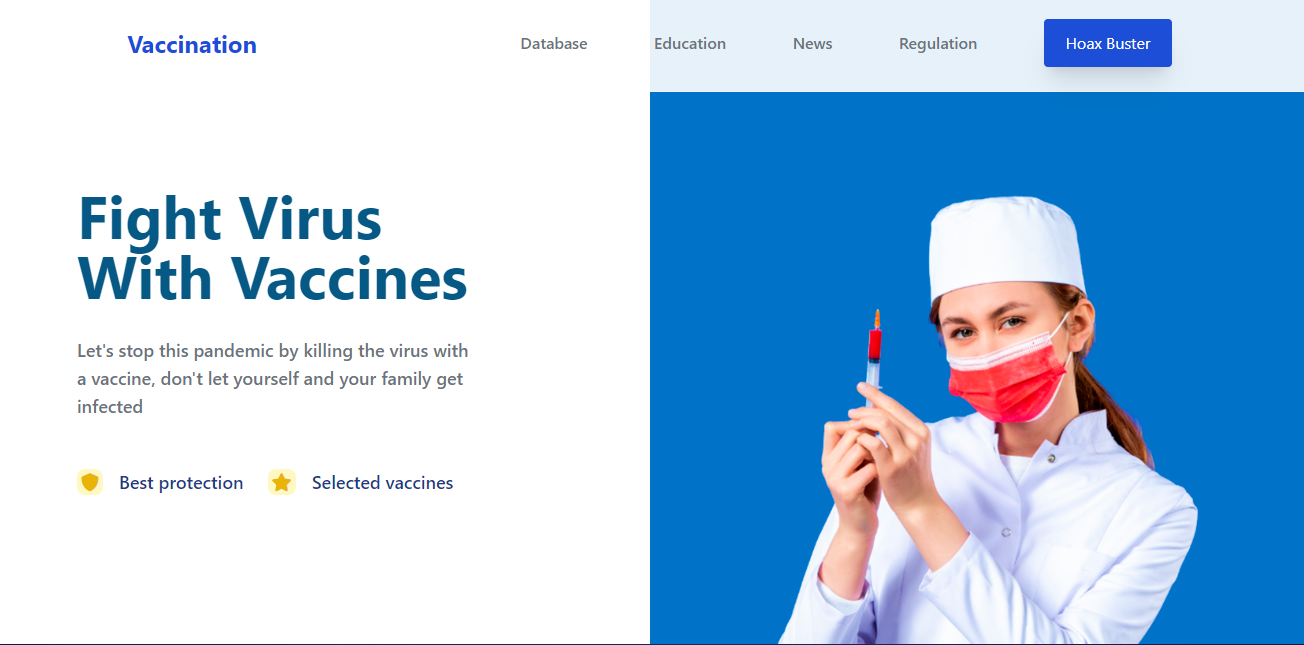 Vaccination
Database
Education
News
Regulation
Hoax Buster
Fight Virus
With Vaccines
Let's stop this pandemic by killing the virus with
a vaccine, don't let yourself and your family get
infected
Best protection
Selected vaccines